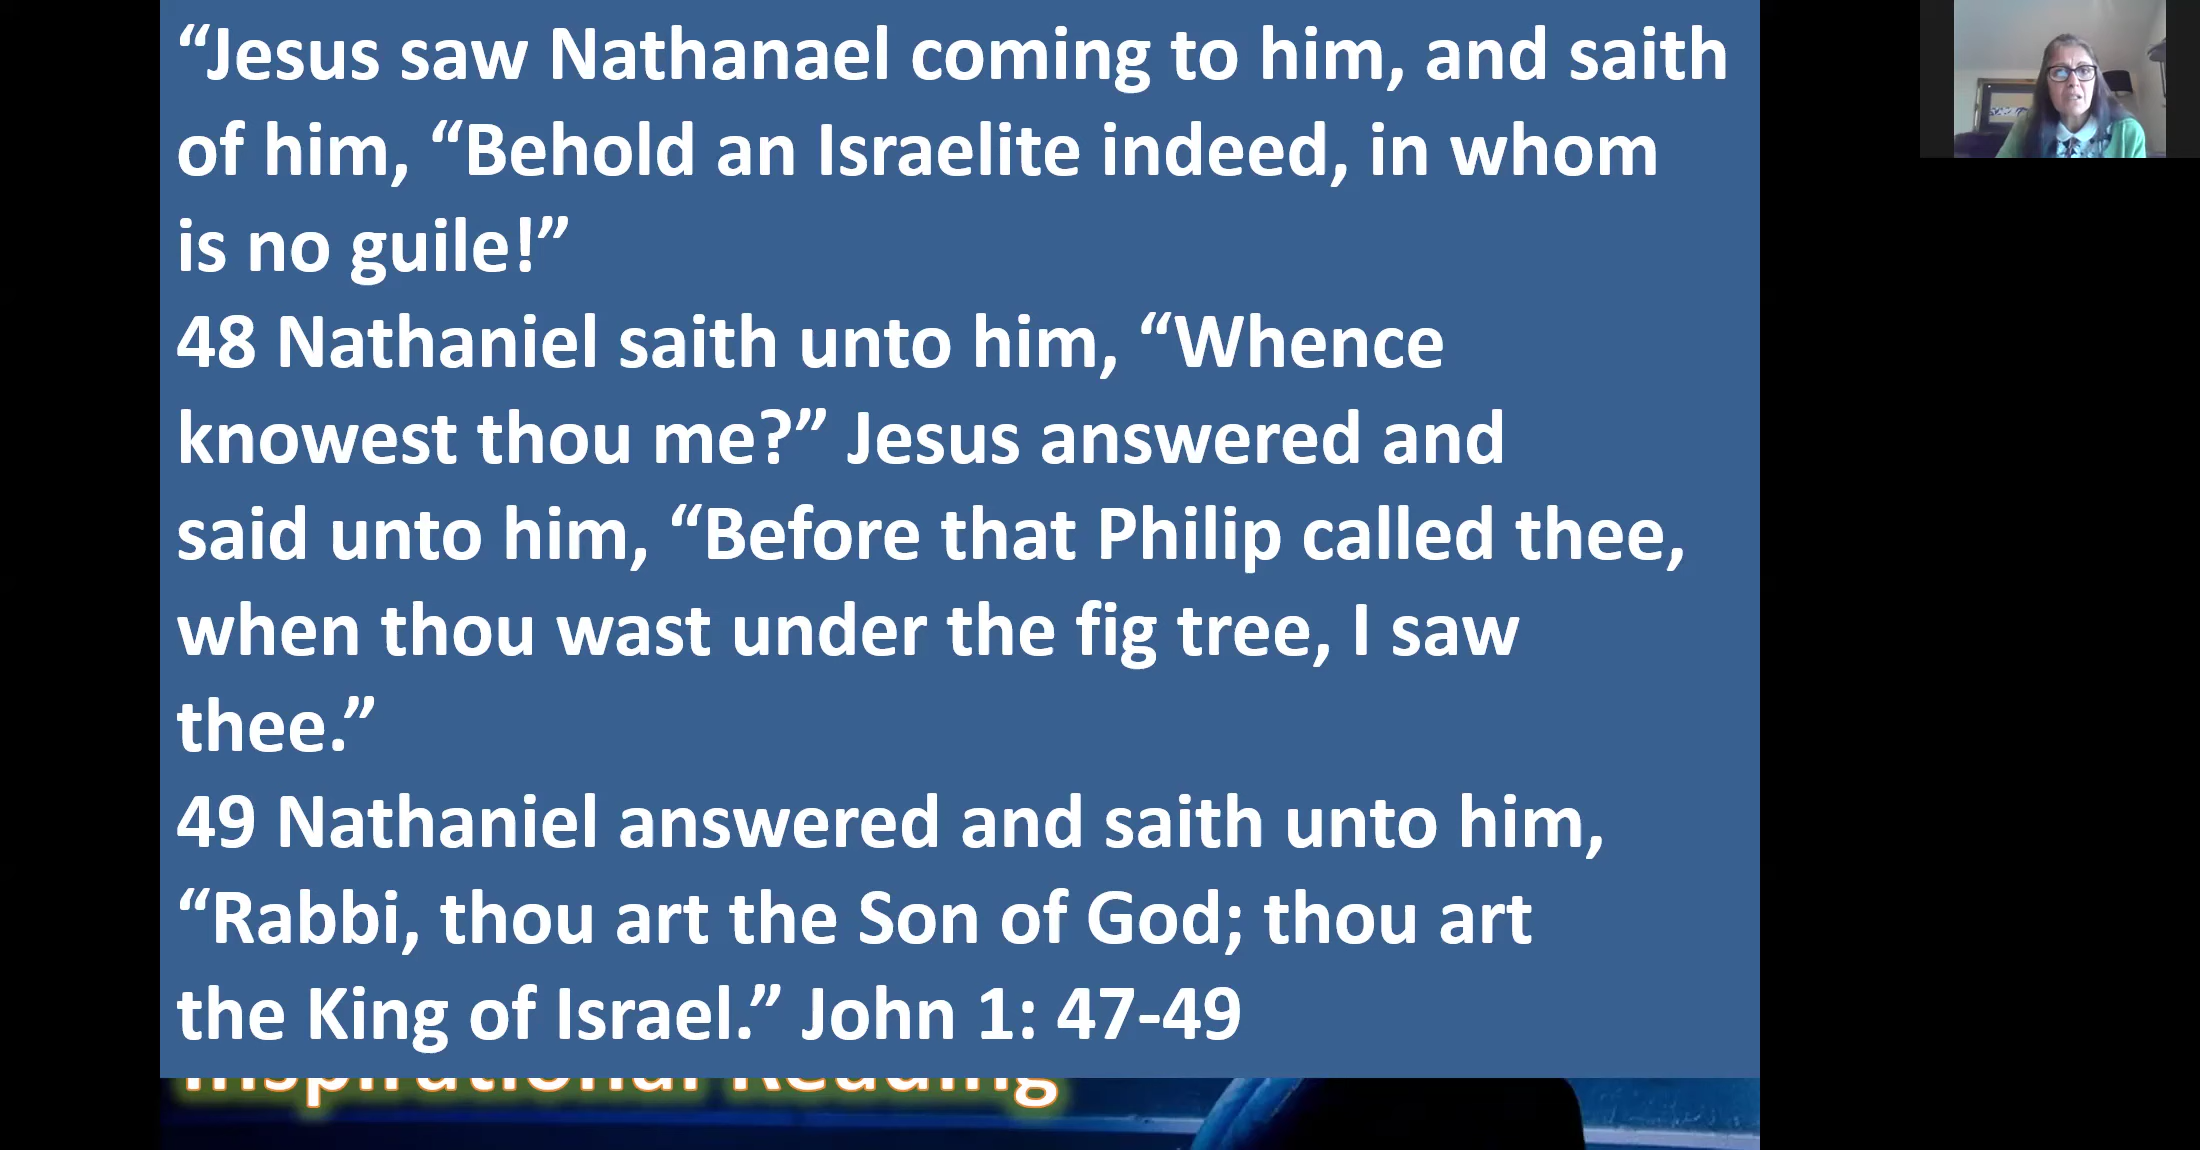 “Jesus saw Nathanael coming to him, and saith
of him, “Behold an Israelite indeed, in whom
is no guile!”
48 Nathaniel saith unto him, “Whence
knowest thou me?” Jesus answered and
said unto him, “Before that Philip called thee,
when thou wast under the fig tree, I saw
thee.”
49 Nathaniel answered and saith unto him,
“Rabbi, thou art the Son of God; thou art
the King of Israel.” John 1: 47-49
Inspirational Reading